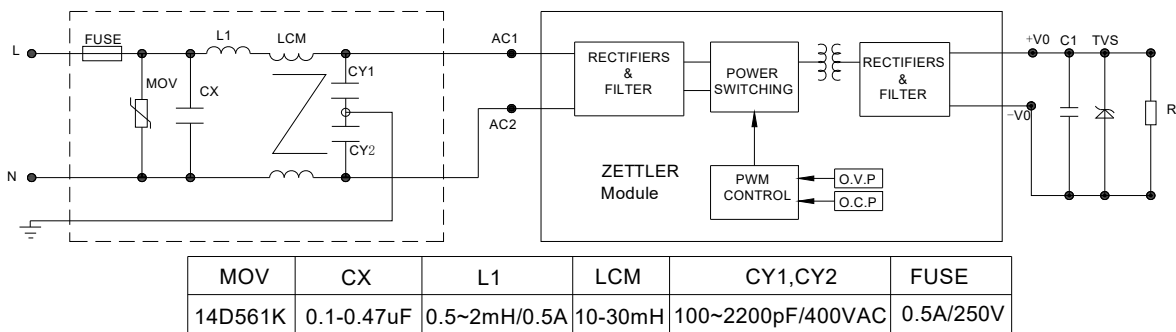 L
FUSE
MOV
CX
L1
LCM
CY1
CY2
N
AC1
AC2
RECTIFIERS
&
FILTER
POWER
SWITCHING
RECTIFIERS
&
FILTER
ZETTLER
Module
PWM
CONTROL
O.V.P
O.C.P
+V0
-V0
C1
TVS
R
MOV CX L1 LCM CY1,CY2 FUSE
14D561K 0.1-0.47uF 0.5~2mH/0.5A 10-30mH 100~2200pF/400VAC 0.5A/250V